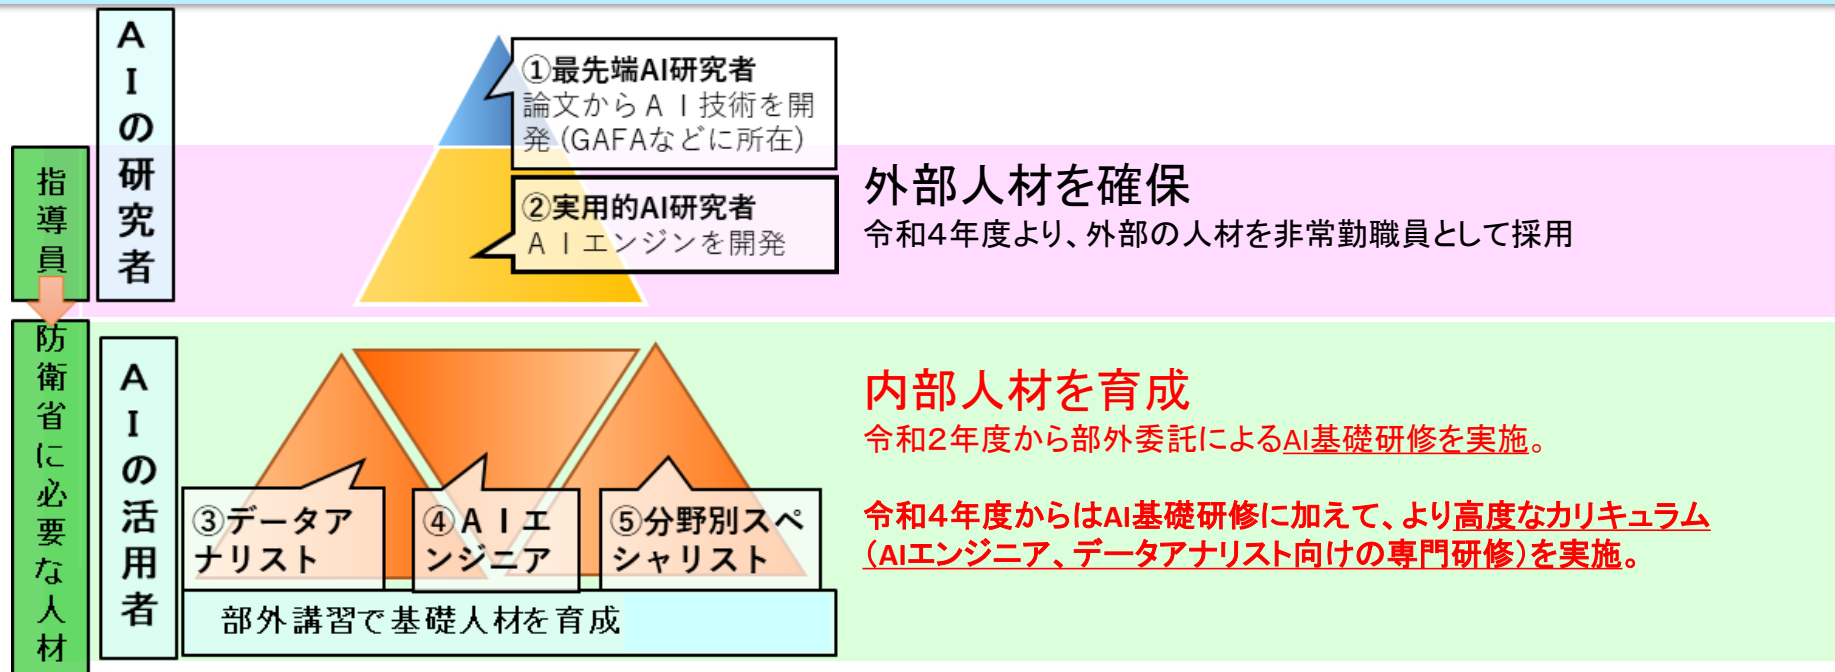 AIの研究者
指導員
①最先端AI研究者
論文からＡＩ技術を開
発(GAFAなどに所在)
②実用的AI研究者
ＡＩエンジンを開発
外部人材を確保
令和４年度より、外部の人材を非常勤職員として採用
防衛省に必要な人材
AIの活用者
③データア
ナリスト
④ＡＩエ
ンジニア
⑤分野別スペ
シャリスト
部外講習で基礎人材を育成
内部人材を育成
令和２年度から部外委託によるAI基礎研修を実施。
令和４年度からはAI基礎研修に加えて、より高度なカリキュラム
（AIエンジニア、データアナリスト向けの専門研修）を実施。